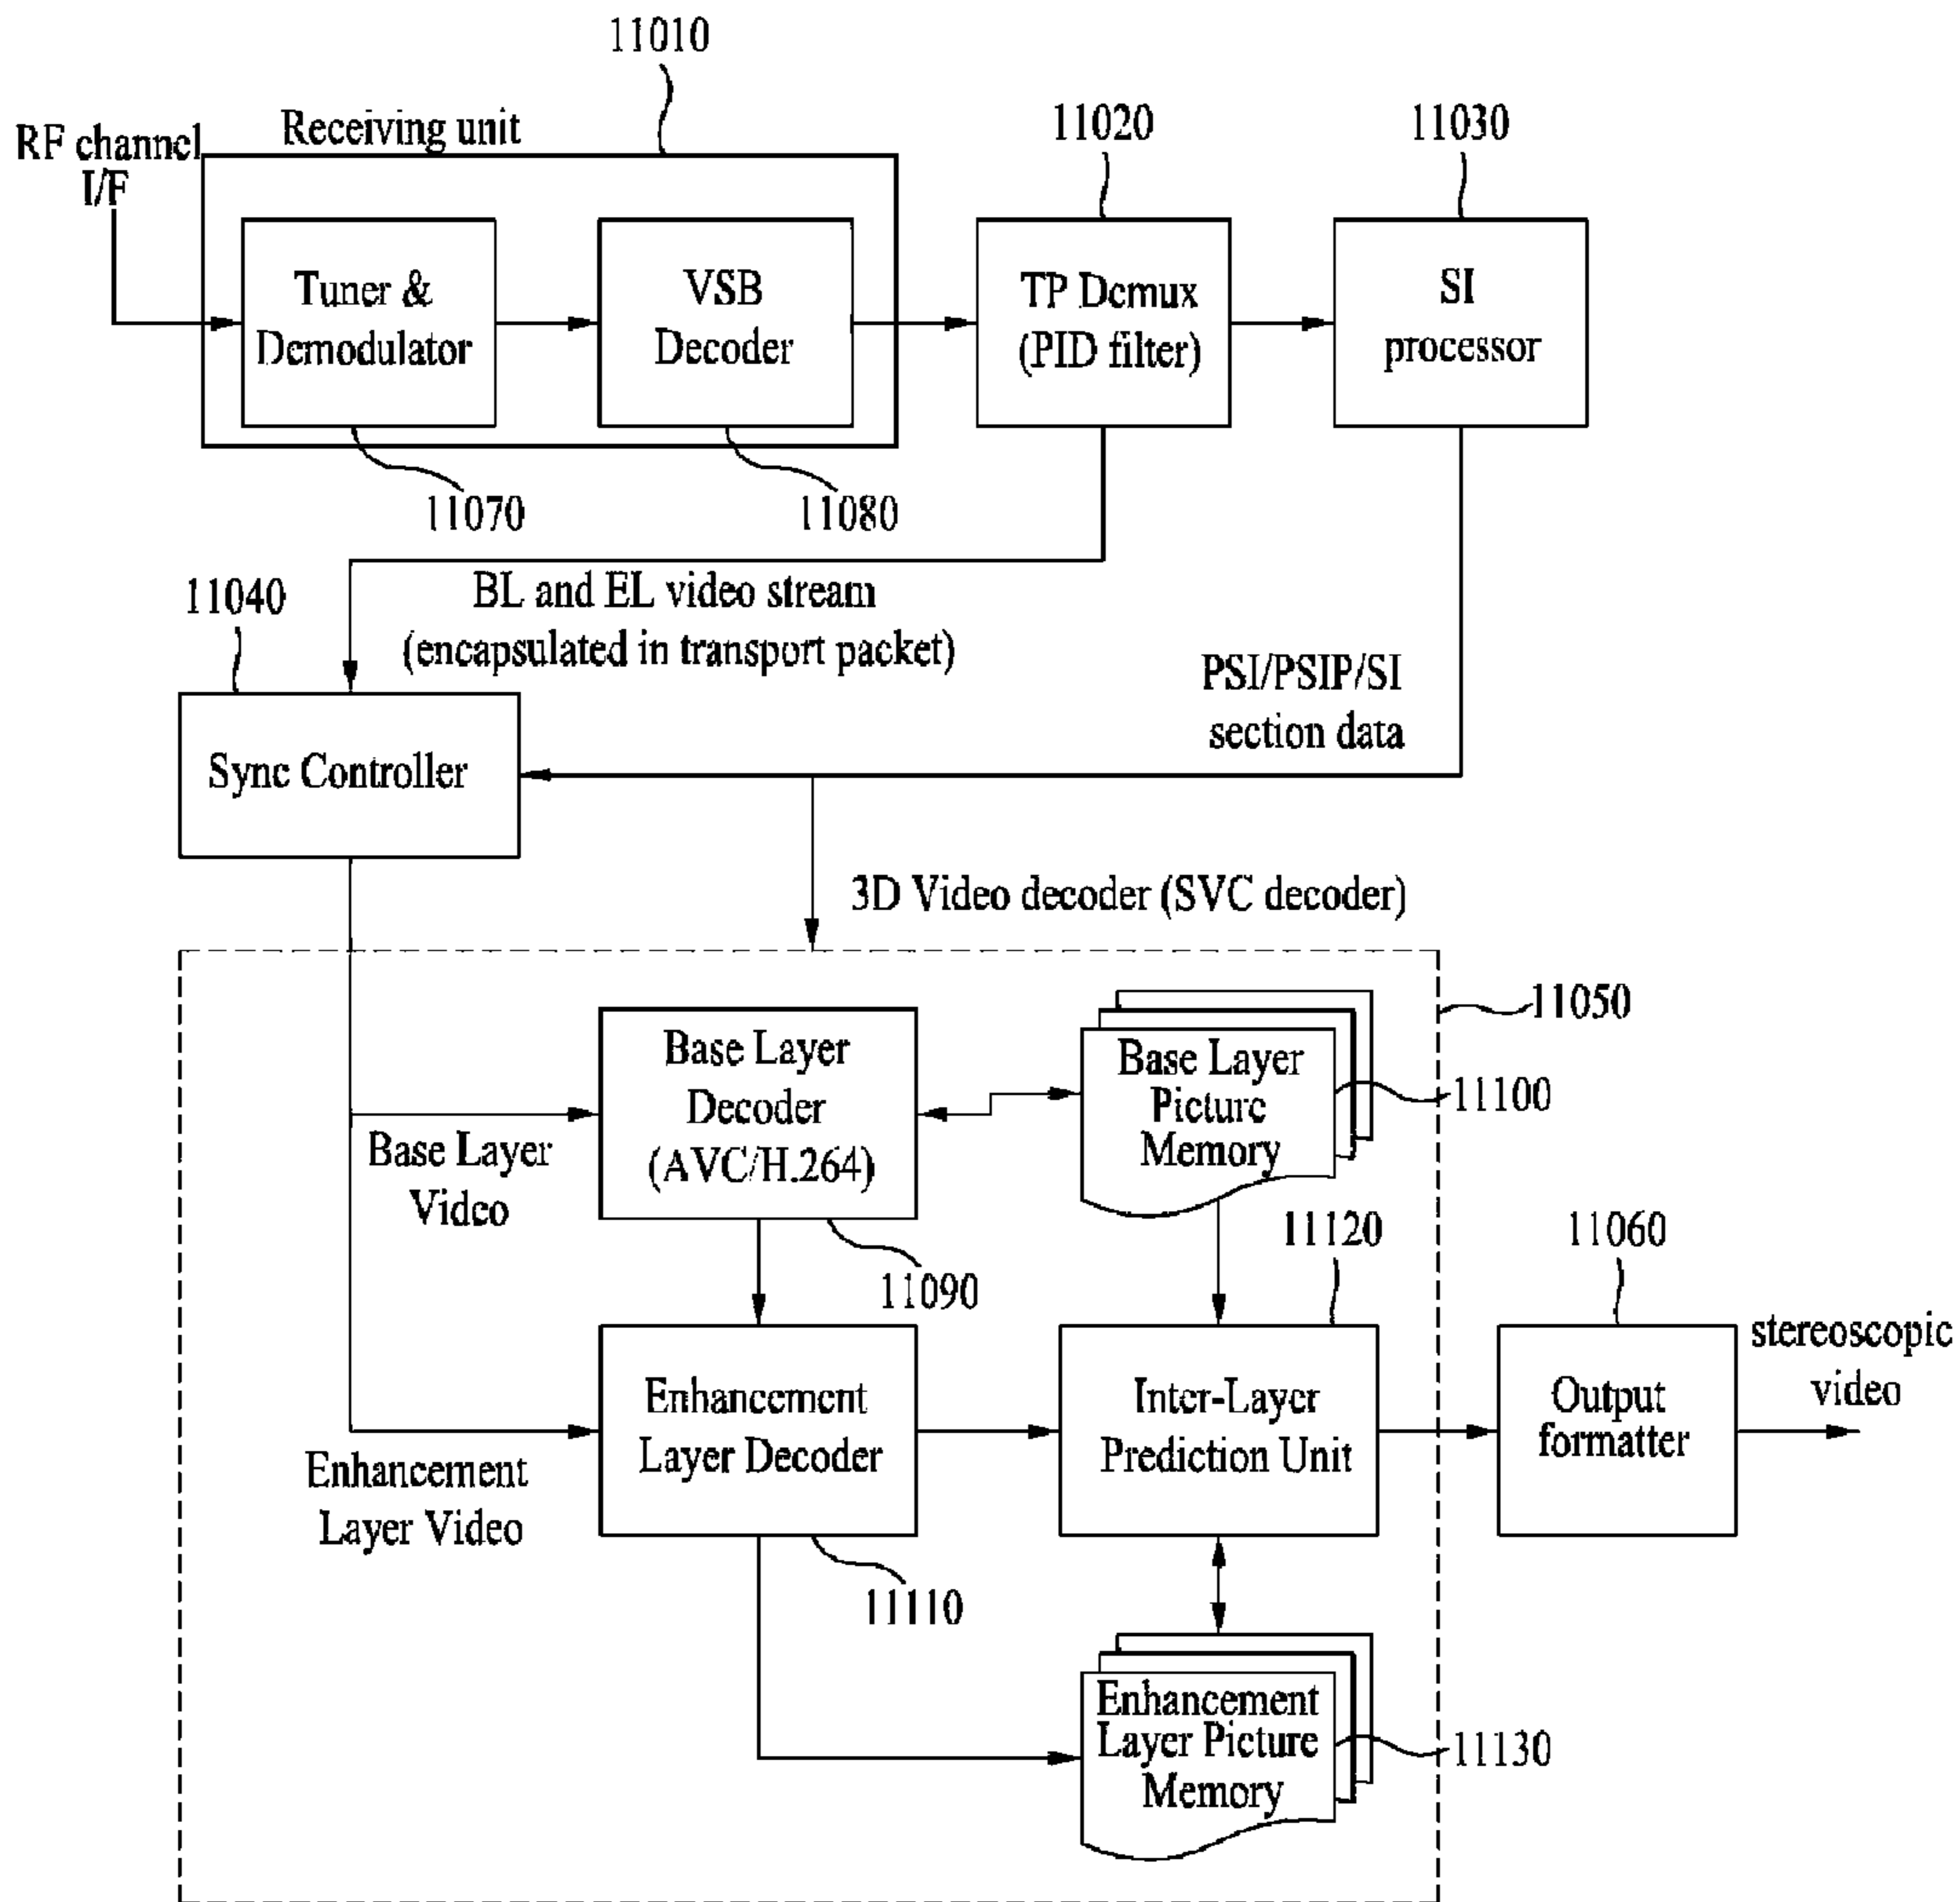 11010
Receiving unit
RF channel
I/F
11020
11030
Tuner &
Demodulator
VSB
Decoder
TP Demux
(PID filter)
SI
processor
11070
11080
11040
BL and EL video stream
(encapsulated in transport packet)
PSI/PSIP/SI
section data
Sync Controller
3D Video decoder (SVC decoder)
11050
Base Layer
Decoder
(AVC/H.264)
Base Layer
Picture
Memory
11100
Base Layer
Video
11090
11120
11060
Enhancement
Layer Decoder
Inter-Layer
Prediction Unit
Output
formatter
stereoscopic
video
Enhancement
Layer Video
11110
Enhancement
Layer Picture
Memory
11130